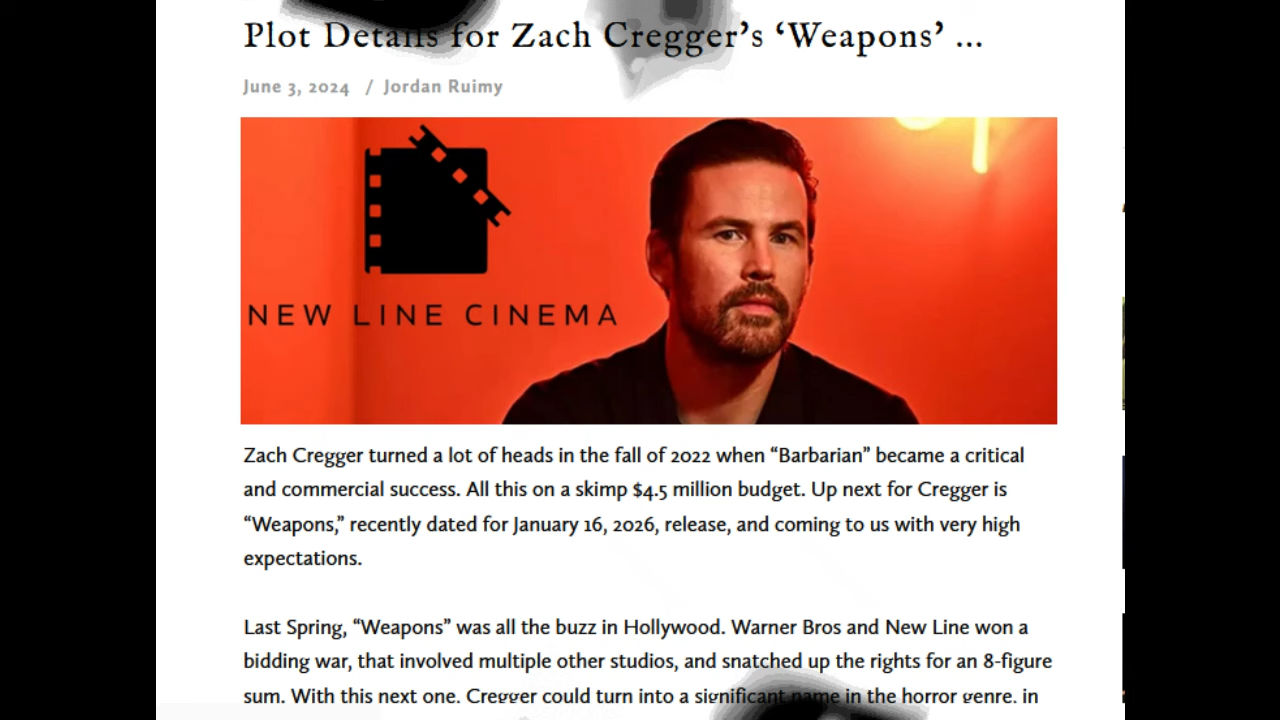 Plot Details for Zach Cregger’s ‘Weapons’ ...
June 3, 2024 / Jordan Ruimy
NEW LINE CINEMA
Zach Cregger turned a lot of heads in the fall of 2022 when “Barbarian” became a critical
and commercial success. All this on a skimp $4.5 million budget. Up next for Cregger is
“Weapons,” recently dated for January 16, 2026, release, and coming to us with very high
expectations.
Last Spring, “Weapons” was all the buzz in Hollywood. Warner Bros and New Line won a
bidding war, that involved multiple other studios, and snatched up the rights for an 8-figure
sum. With this next one, Cregger could turn into a significant name in the horror genre, in